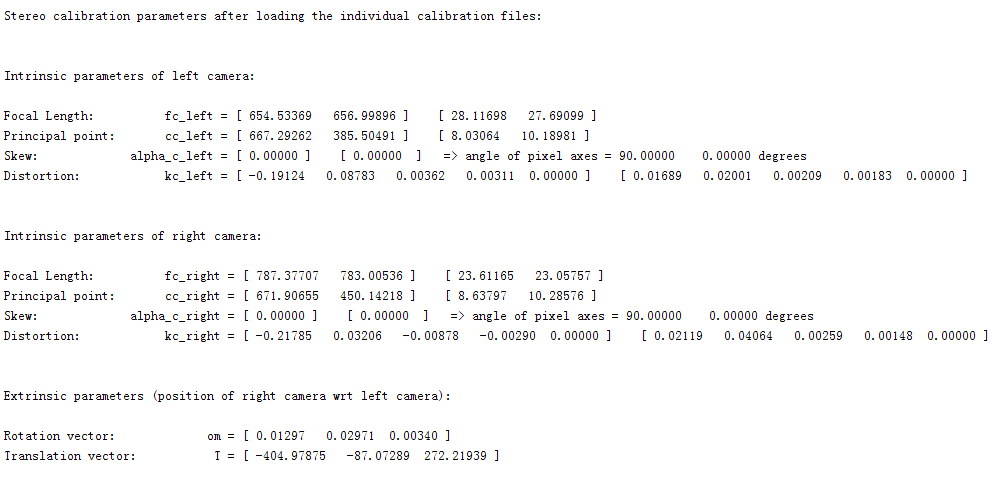 Stereo calibration parameters after loading the individual calibration files:
Intrinsic parameters of left camera:
Focal Length: fc_left = [ 654.53369 656.99896 ] [ 28.11698 27.69099 ]
Principal point: cc_left = [ 667.29262 385.50491 ] [ 8.03064 10.18981 ]
Skew: alpha_c_left = [ 0.00000 ] [ 0.00000 ] => angle of pixel axes = 90.00000 0.00000 degrees
Distortion: kc_left = [ -0.19124 0.08783 0.00362 0.00311 0.00000 ] [ 0.01689 0.02001 0.00209 0.00183 0.00000 ]
Intrinsic parameters of right camera:
Focal Length: fc_right = [ 787.37707 783.00536 ] [ 23.61165 23.05757 ]
Principal point: cc_right = [ 671.90655 450.14218 ] [ 8.63797 10.28576 ]
Skew: alpha_c_right = [ 0.00000 ] [ 0.00000 ] => angle of pixel axes = 90.00000 0.00000 degrees
Distortion: kc_right = [ -0.21785 0.03206 -0.00878 -0.00290 0.00000 ] [ 0.02119 0.04064 0.00259 0.00148 0.00000 ]
Extrinsic parameters (position of right camera wrt left camera):
Rotation vector: om = [ 0.01297 0.02971 0.00340 ]
Translation vector: T = [ -404.97875 -87.07289 272.21939 ]